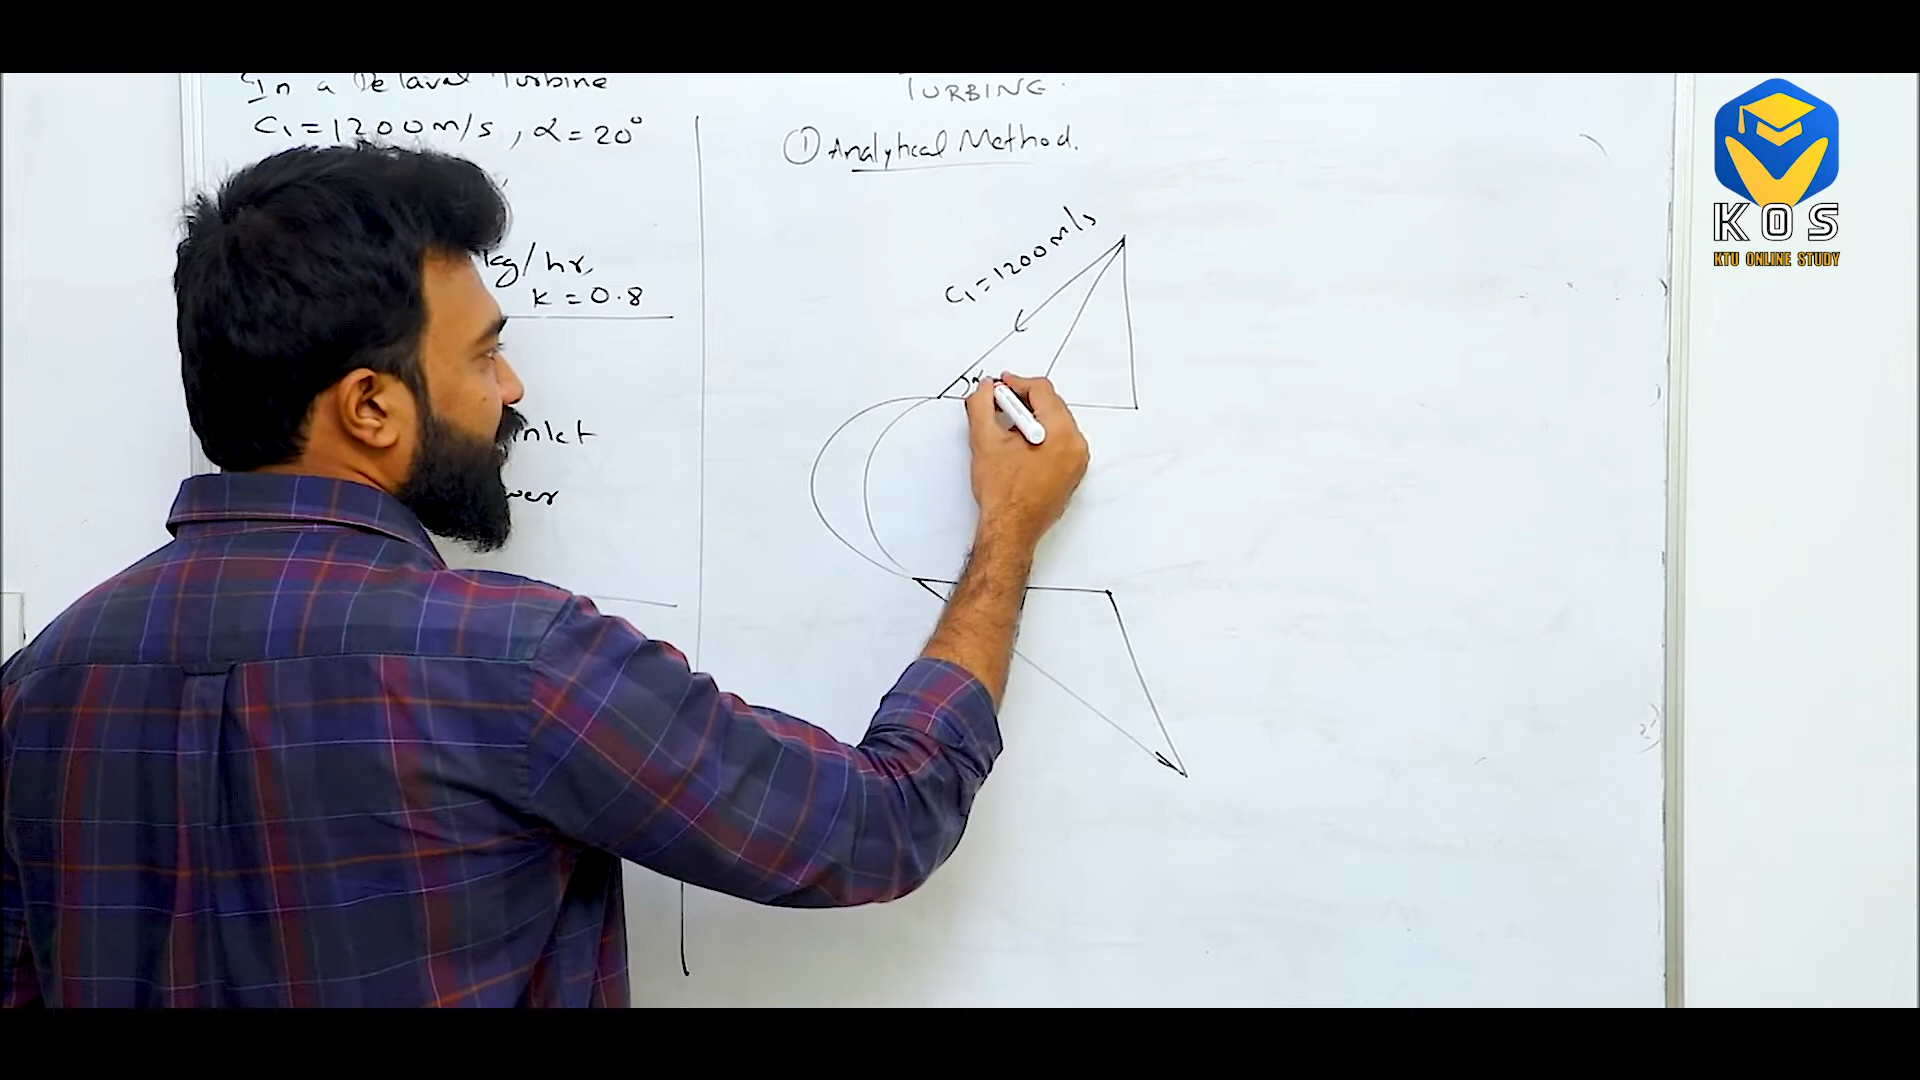 In a De laval Turbine
C₁ = 1200 m/s , α = 20°
kg/hr,
K = 0.8
inlet
TURBINE.
① Analytical Method.
C₁ = 1200 m/s
α
KOS
KTU ONLINE STUDY